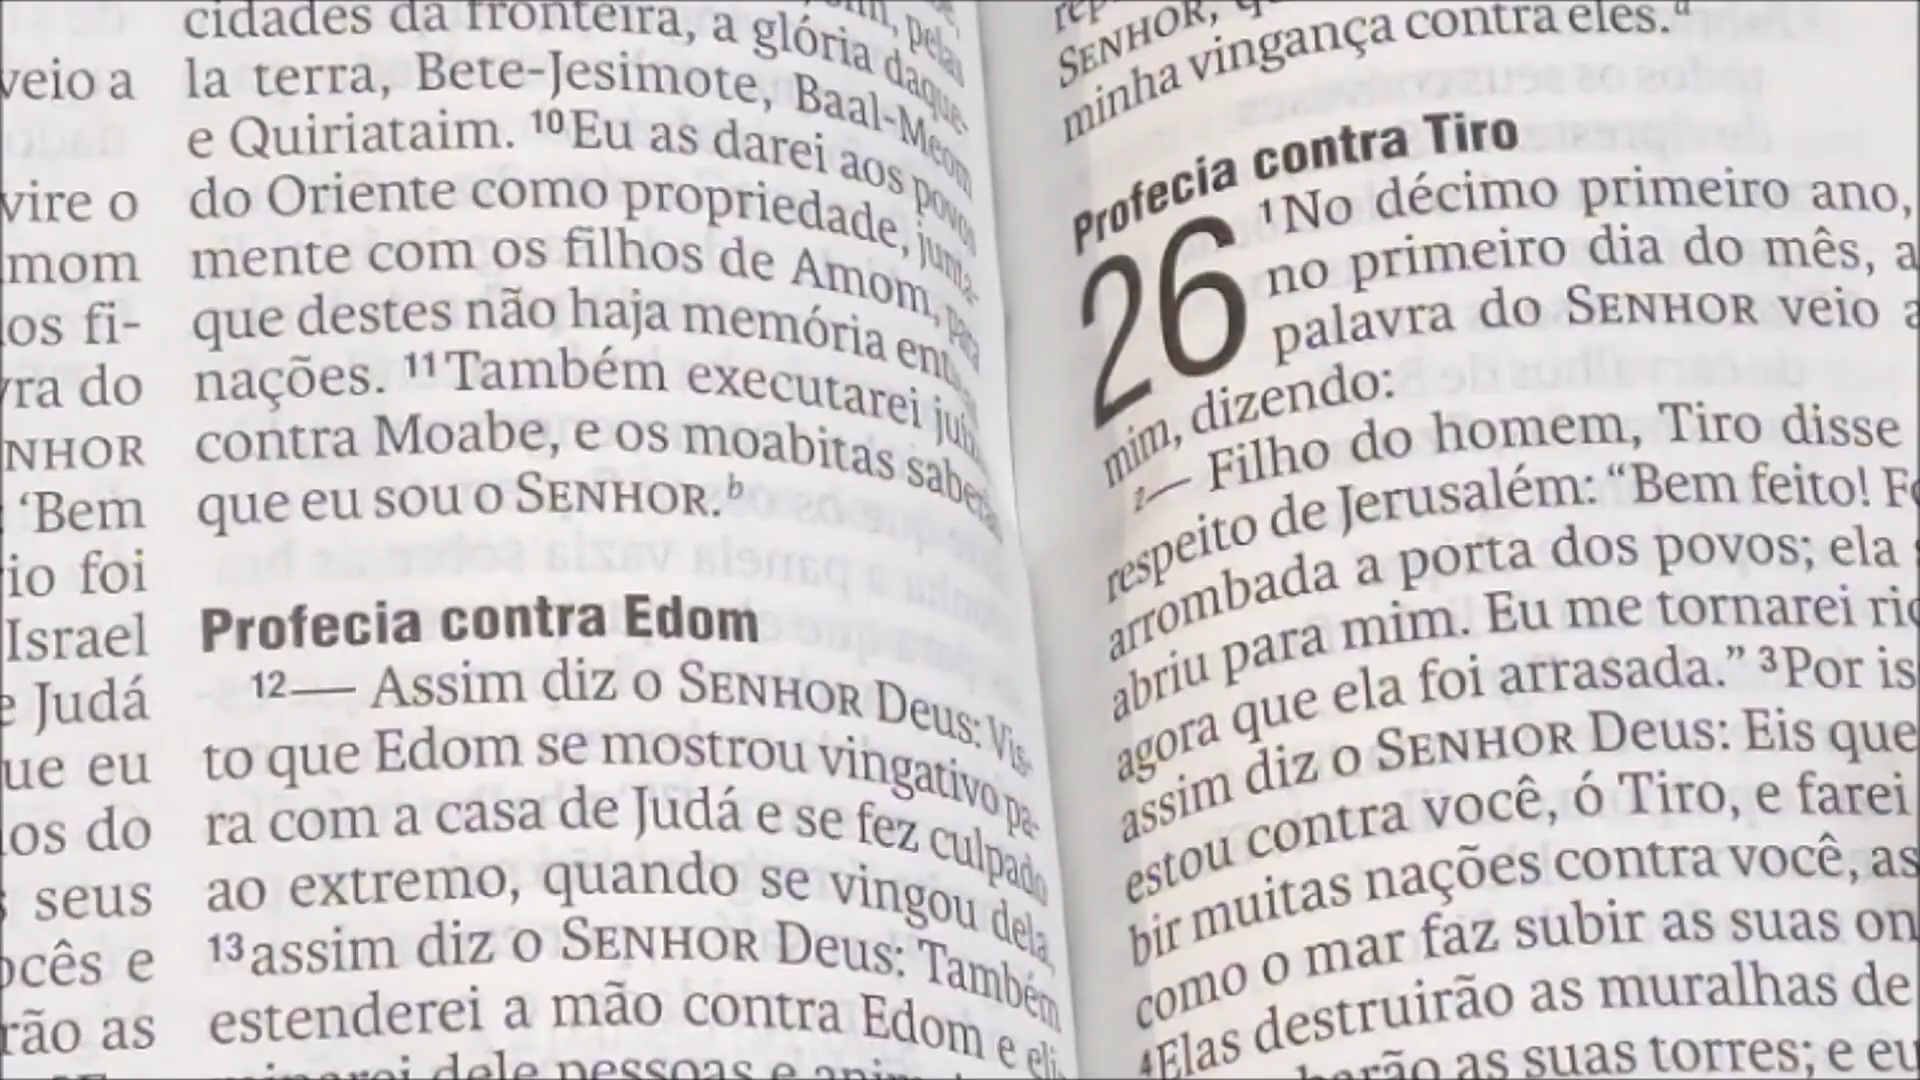 veio a
vire o
mom
os fi-
vra do
NHOR
‘Bem
io foi
Israel
e Judá
ue eu
os do
seus
ocês e
rão as
cidades da fronteira, a glória daque-
la terra, Bete-Jesimote, Baal-Meom
e Quiriataim. 10 Eu as darei aos povos
do Oriente como propriedade, junta-
mente com os filhos de Amom, para
que destes não haja memória
nações. 11 Também executarei
contra Moabe, e os moabitas
que eu sou o SENHOR. b
Profecia contra Edom
12 — Assim diz o SENHOR Deus: Vis-
to que Edom se mostrou vingativo pa-
ra com a casa de Judá e se fez culpado
ao extremo, quando se vingou dela,
13 assim diz o SENHOR Deus: Também
estenderei a mão contra Edom e eli-
dele pessoas e
SENHOR,
minha vingança contra eles. a
Profecia contra Tiro
26 1 No décimo primeiro ano,
no primeiro dia do mês, a
palavra do SENHOR veio a
mim, dizendo:
2 — Filho do homem, Tiro disse
respeito de Jerusalém: “Bem feito!
arrombada a porta dos povos; ela
abriu para mim. Eu me tornarei
agora que ela foi arrasada.” 3 Por is
assim diz o SENHOR Deus: Eis que
estou contra você, ó Tiro, e farei
bir muitas nações contra você, as
como o mar faz subir as suas on
4 Elas destruirão as muralhas de
as suas torres; e eu